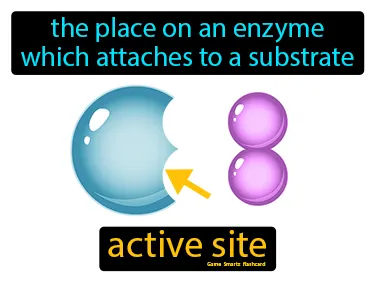 the place on an enzyme
which attaches to a substrate
active site
Game Smartz flashcard